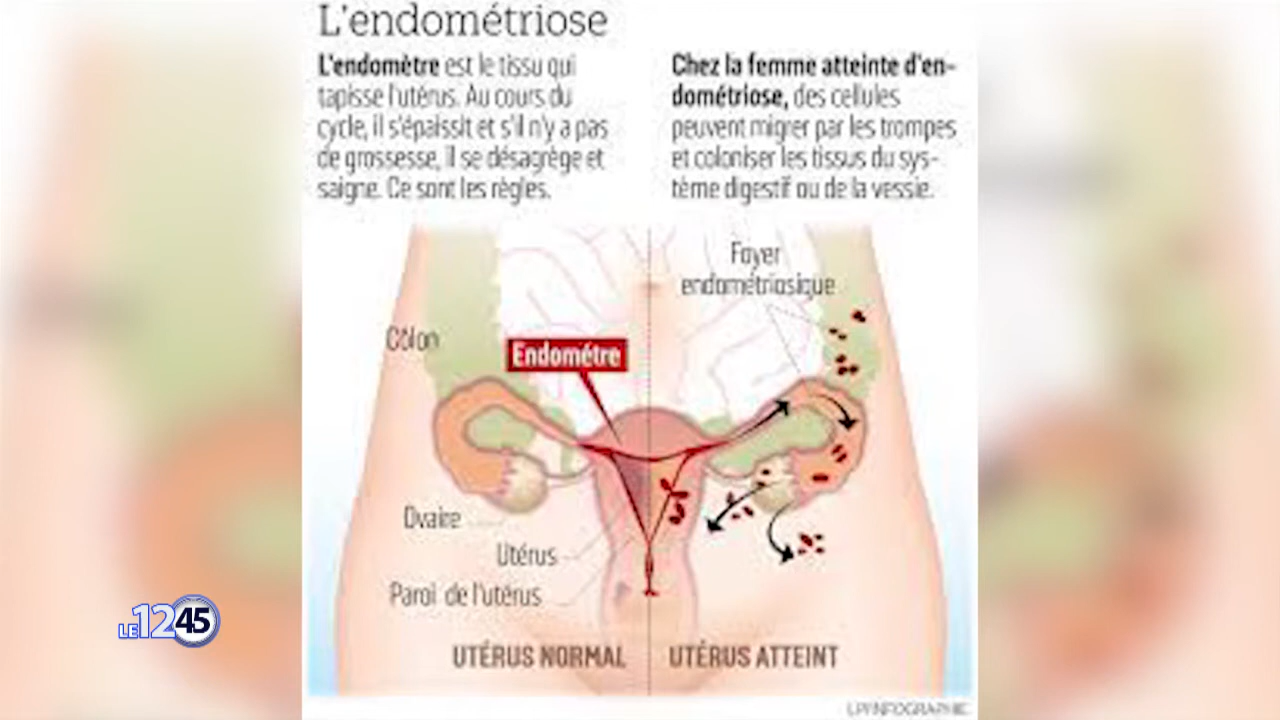 L'endométriose
L'endomètre est le tissu qui
tapisse l'utérus. Au cours du
cycle, il s'épaissit et s'il n'y a pas
de grossesse, il se désagrège et
saigne. Ce sont les règles.
Chez la femme atteinte d'en-
dométriose, des cellules
peuvent migrer par les trompes
et coloniser les tissus du sys-
tème digestif ou de la vessie.
Foyer
endométriosique
Côlon
Endométre
Ovaire
Utérus
Paroi de l'utérus
LE 12 45
UTÉRUS NORMAL
UTÉRUS ATTEINT
LP/INFOGRAPHIE